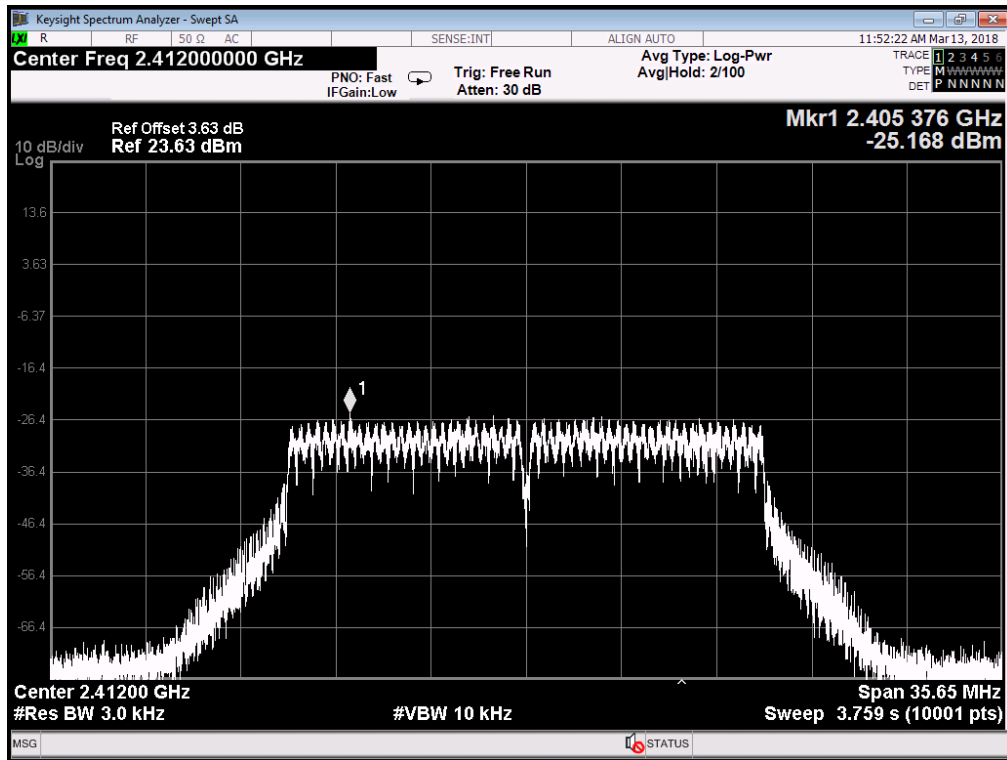 Keysight Spectrum Analyzer - Swept SA
LXI R RF 50 Ω AC SENSE:INT ALIGN AUTO 11:52:22 AM Mar 13, 2018
Center Freq 2.412000000 GHz
PNO: Fast
IFGain:Low
Trig: Free Run
Atten: 30 dB
Avg Type: Log-Pwr
Avg|Hold: 2/100
TRACE 1 2 3 4 5 6
TYPE M W W W W W
DET P N N N N N
Mkr1 2.405 376 GHz
-25.168 dBm
Ref Offset 3.63 dB
10 dB/div Ref 23.63 dBm
Log
13.6
3.63
-6.37
-16.4
1
-26.4
-36.4
-46.4
-56.4
-66.4
Center 2.41200 GHz Span 35.65 MHz
#Res BW 3.0 kHz #VBW 10 kHz Sweep 3.759 s (10001 pts)
MSG STATUS